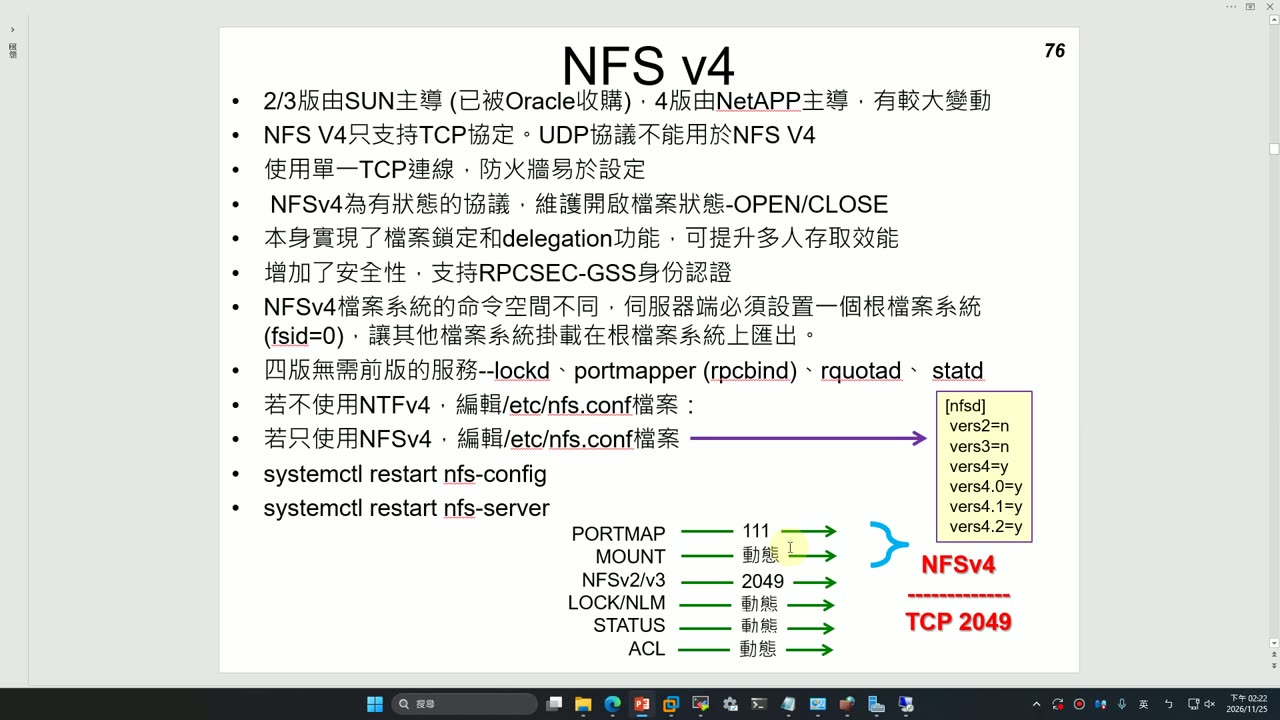 NFS v4
76
• 2/3版由SUN主導 (已被Oracle收購)，4版由NetAPP主導，有較大變動
• NFS V4只支持TCP協定。UDP協議不能用於NFS V4
• 使用單一TCP連線，防火牆易於設定
• NFSv4為有狀態的協議，維護開啟檔案狀態-OPEN/CLOSE
• 本身實現了檔案鎖定和delegation功能，可提升多人存取效能
• 增加了安全性，支持RPCSEC-GSS身份認證
• NFSv4檔案系統的命令空間不同，伺服器端必須設置一個根檔案系統
(fsid=0)，讓其他檔案系統掛載在根檔案系統上匯出。
• 四版無需前版的服務--lockd、portmapper (rpcbind)、rquotad、 statd
• 若不使用NTFv4，編輯/etc/nfs.conf檔案：
• 若只使用NFSv4，編輯/etc/nfs.conf檔案
• systemctl restart nfs-config
• systemctl restart nfs-server
[nfsd]
vers2=n
vers3=n
vers4=y
vers4.0=y
vers4.1=y
vers4.2=y
PORTMAP 111
MOUNT 動態
NFSv2/v3 2049
LOCK/NLM 動態
STATUS 動態
ACL 動態
NFSv4
-------------
TCP 2049
搜尋
英
下午 02:22
2026/11/25